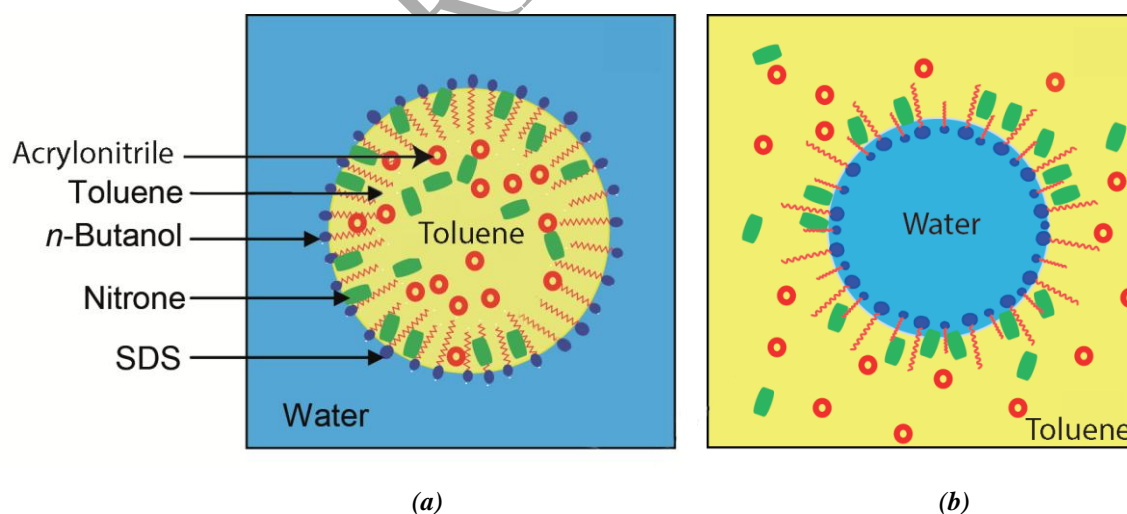 Acrylonitrile
Toluene
n-Butanol
Nitrone
SDS
Toluene
Water
Water
Toluene
(a)
(b)